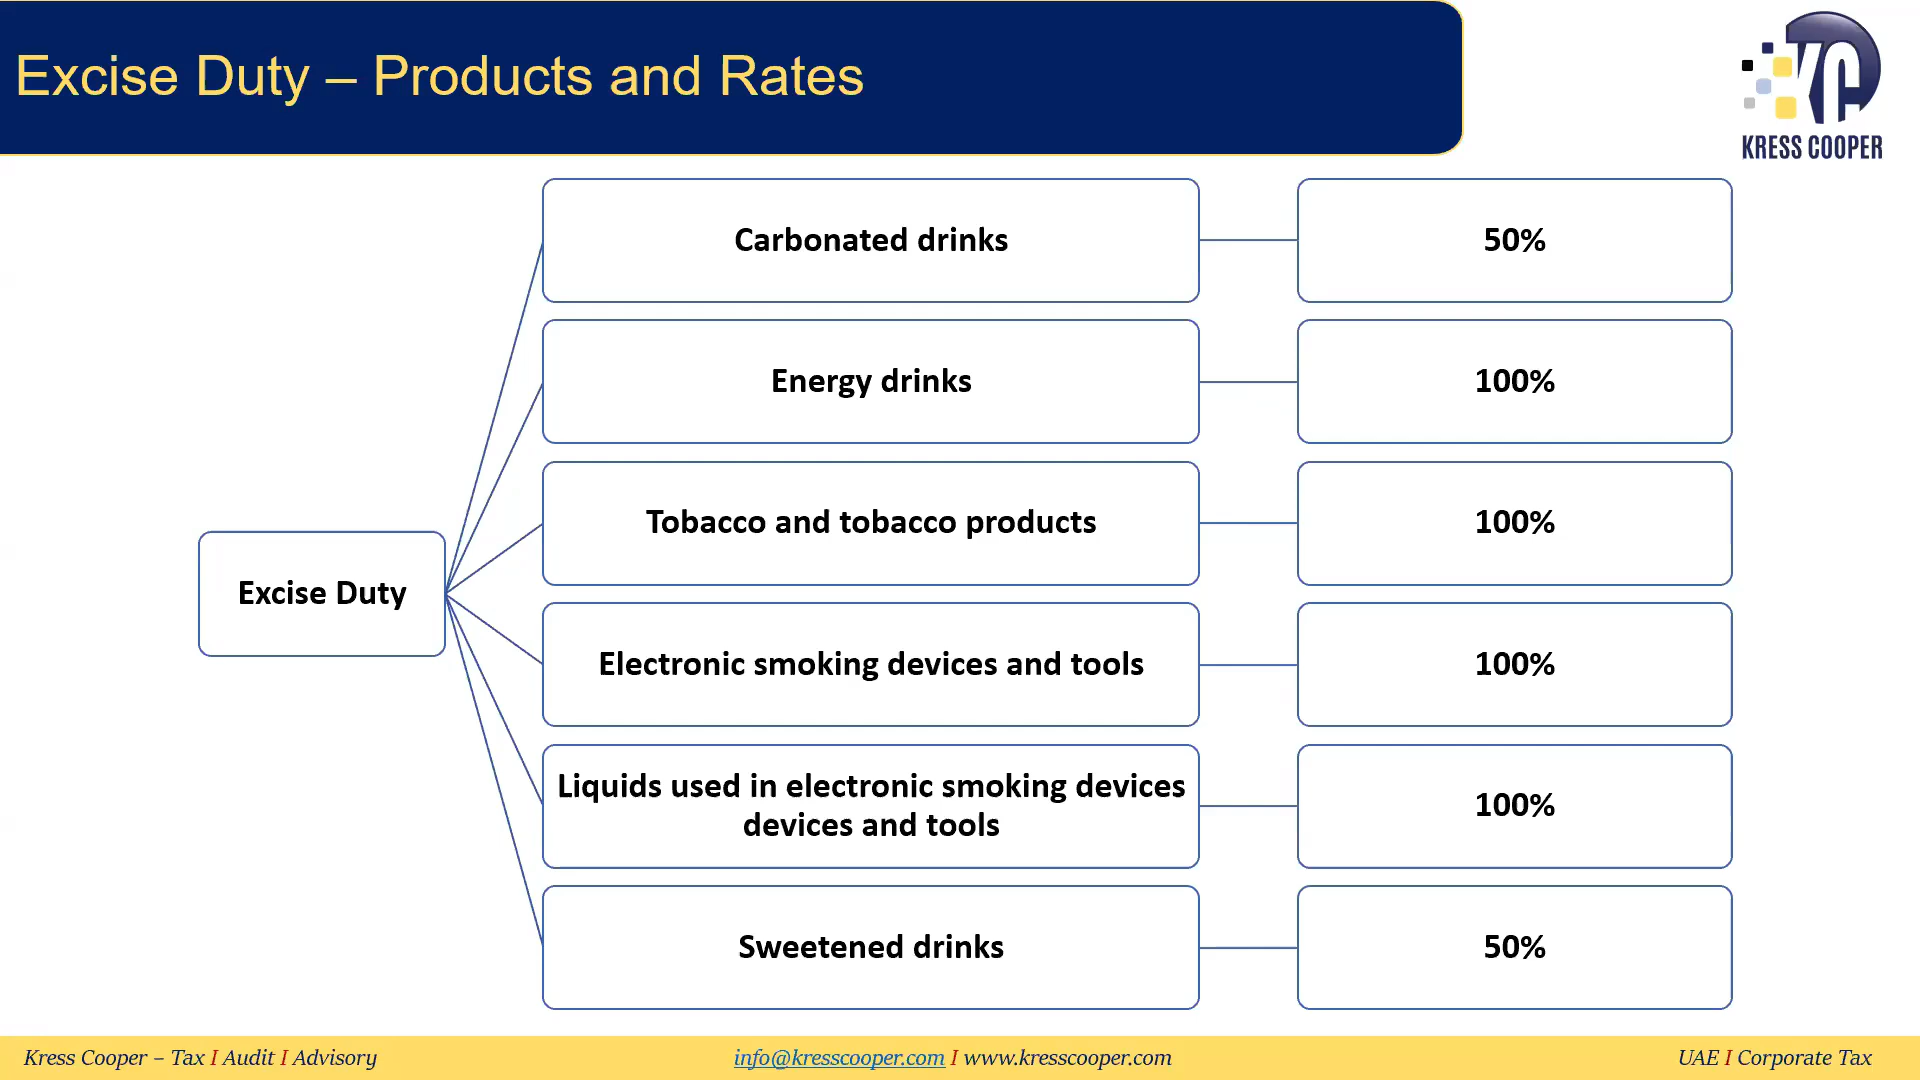 Excise Duty – Products and Rates
KRESS COOPER
Carbonated drinks
50%
Energy drinks
100%
Tobacco and tobacco products
100%
Excise Duty
Electronic smoking devices and tools
100%
Liquids used in electronic smoking devices
devices and tools
100%
Sweetened drinks
50%
Kress Cooper – Tax I Audit I Advisory
info@kresscooper.com I www.kresscooper.com
UAE I Corporate Tax